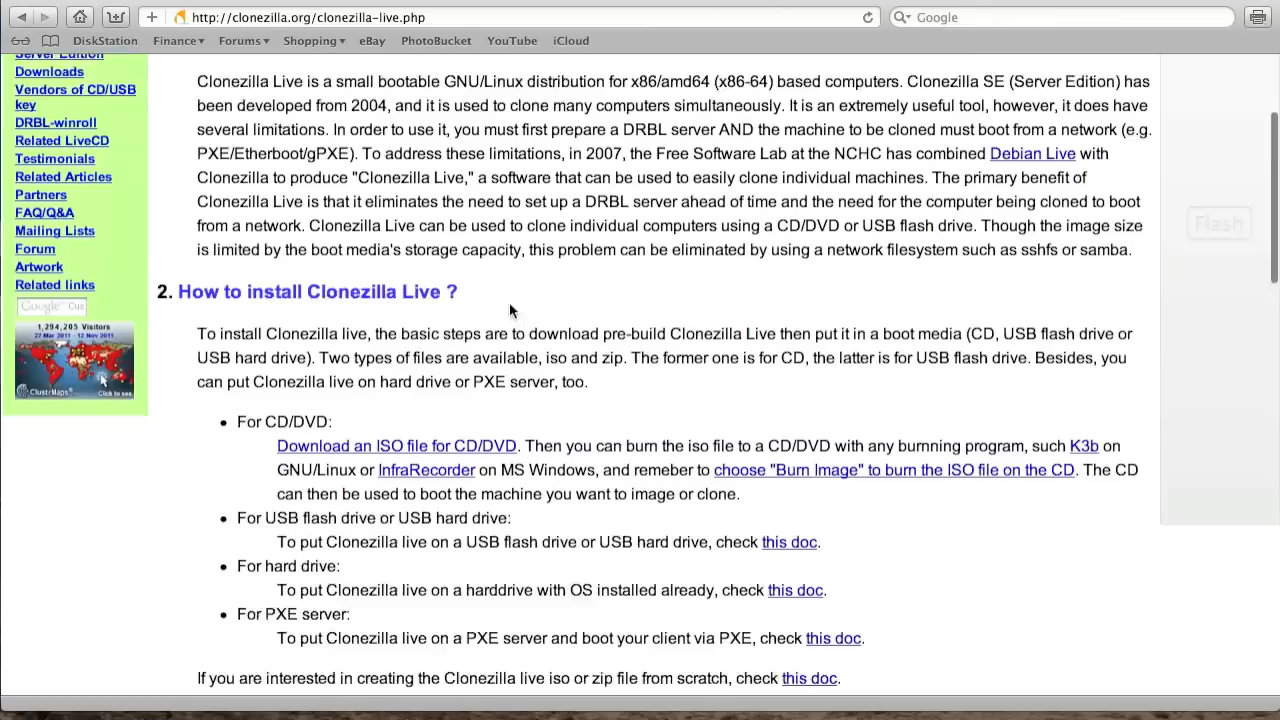 http://clonezilla.org/clonezilla-live.php
Google
DiskStation Finance Forums Shopping eBay PhotoBucket YouTube iCloud
Server Edition
Downloads
Vendors of CD/USB
key
DRBL-winroll
Related LiveCD
Testimonials
Related Articles
Partners
FAQ/Q&A
Mailing Lists
Forum
Artwork
Related links
Google Cus
1,294,205 Visitors
27 Mar 2011 - 12 Nov 2011
ClustrMaps Click to see
Clonezilla Live is a small bootable GNU/Linux distribution for x86/amd64 (x86-64) based computers. Clonezilla SE (Server Edition) has
been developed from 2004, and it is used to clone many computers simultaneously. It is an extremely useful tool, however, it does have
several limitations. In order to use it, you must first prepare a DRBL server AND the machine to be cloned must boot from a network (e.g.
PXE/Etherboot/gPXE). To address these limitations, in 2007, the Free Software Lab at the NCHC has combined Debian Live with
Clonezilla to produce "Clonezilla Live," a software that can be used to easily clone individual machines. The primary benefit of
Clonezilla Live is that it eliminates the need to set up a DRBL server ahead of time and the need for the computer being cloned to boot
from a network. Clonezilla Live can be used to clone individual computers using a CD/DVD or USB flash drive. Though the image size
is limited by the boot media's storage capacity, this problem can be eliminated by using a network filesystem such as sshfs or samba.
2. How to install Clonezilla Live ?
To install Clonezilla live, the basic steps are to download pre-build Clonezilla Live then put it in a boot media (CD, USB flash drive or
USB hard drive). Two types of files are available, iso and zip. The former one is for CD, the latter is for USB flash drive. Besides, you
can put Clonezilla live on hard drive or PXE server, too.
For CD/DVD:
Download an ISO file for CD/DVD. Then you can burn the iso file to a CD/DVD with any burnning program, such K3b on
GNU/Linux or InfraRecorder on MS Windows, and remeber to choose "Burn Image" to burn the ISO file on the CD. The CD
can then be used to boot the machine you want to image or clone.
For USB flash drive or USB hard drive:
To put Clonezilla live on a USB flash drive or USB hard drive, check this doc.
For hard drive:
To put Clonezilla live on a harddrive with OS installed already, check this doc.
For PXE server:
To put Clonezilla live on a PXE server and boot your client via PXE, check this doc.
If you are interested in creating the Clonezilla live iso or zip file from scratch, check this doc.
Flash